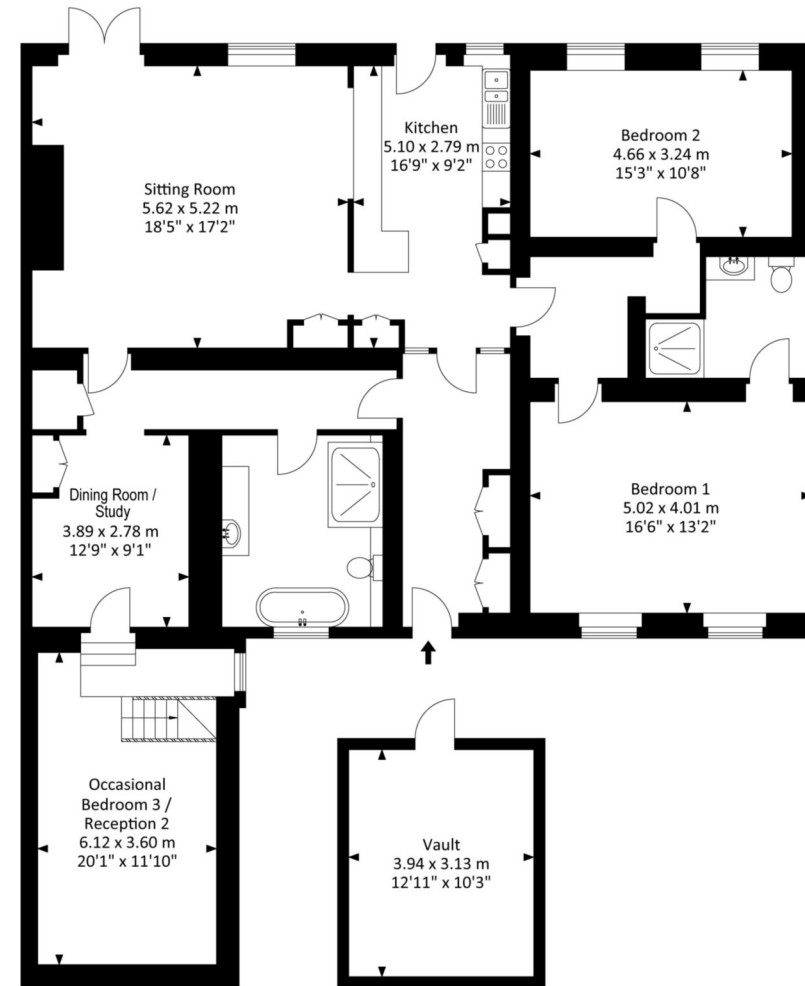 Kitchen
5.10 x 2.79 m
16'9" x 9'2"
Bedroom 2
4.66 x 3.24 m
15'3" x 10'8"
Sitting Room
5.62 x 5.22 m
18'5" x 17'2"
Dining Room /
Study
3.89 x 2.78 m
12'9" x 9'1"
Bedroom 1
5.02 x 4.01 m
16'6" x 13'2"
Occasional
Bedroom 3 /
Reception 2
6.12 x 3.60 m
20'1" x 11'10"
Vault
3.94 x 3.13 m
12'11" x 10'3"